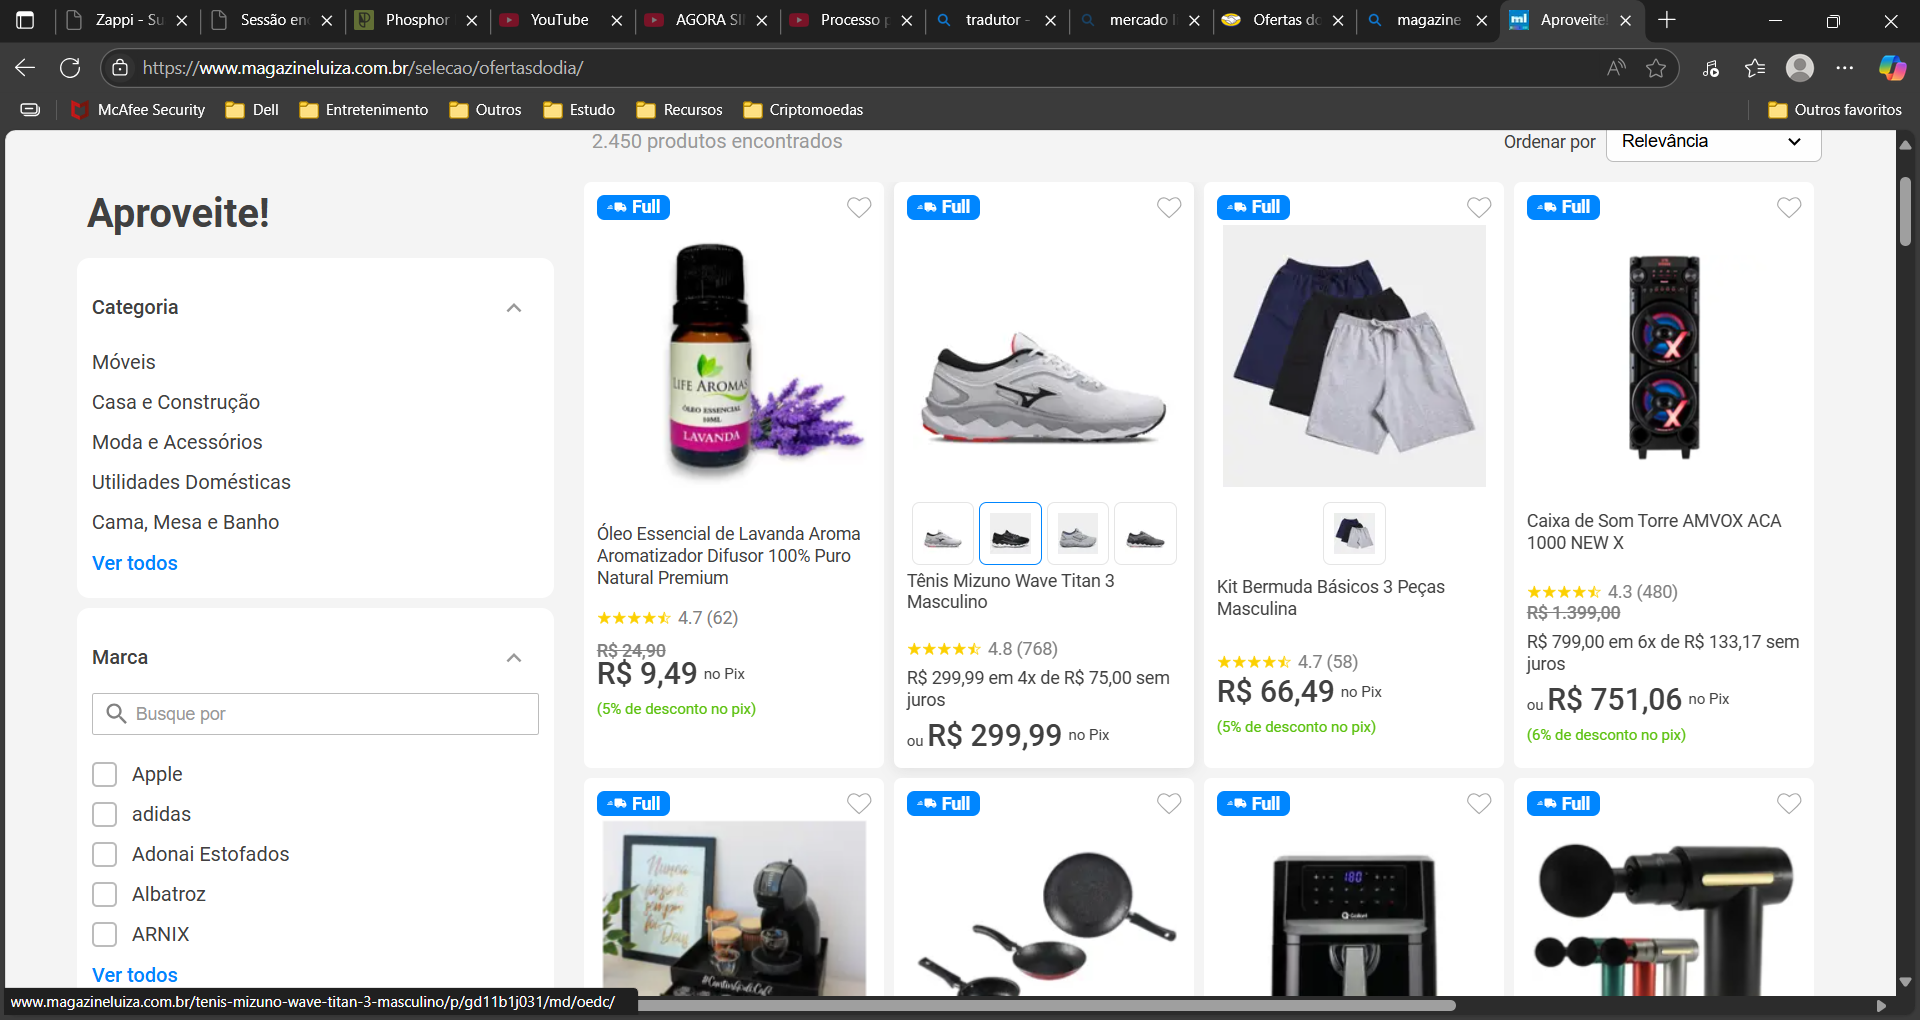 Zappi - Su
Sessão en
Phosphor
YouTube
AGORA SI
Processo p
tradutor -
mercado l
Ofertas do
magazine
Aproveite!
https://www.magazineluiza.com.br/selecao/ofertasdodia/
McAfee Security
Dell
Entretenimento
Outros
Estudo
Recursos
Criptomoedas
Outros favoritos
2.450 produtos encontrados
Ordenar por
Relevância
Aproveite!
Categoria
Móveis
Casa e Construção
Moda e Acessórios
Utilidades Domésticas
Cama, Mesa e Banho
Ver todos
Marca
Busque por
Apple
adidas
Adonai Estofados
Albatroz
ARNIX
Ver todos
Full
LIFE AROMAS
ÓLEO ESSENCIAL
10ML
LAVANDA
Óleo Essencial de Lavanda Aroma
Aromatizador Difusor 100% Puro
Natural Premium
4.7 (62)
R$ 24,90
R$ 9,49 no Pix
(5% de desconto no pix)
Full
Tênis Mizuno Wave Titan 3
Masculino
4.8 (768)
R$ 299,99 em 4x de R$ 75,00 sem
juros
ou R$ 299,99 no Pix
Full
Kit Bermuda Básicos 3 Peças
Masculina
4.7 (58)
R$ 66,49 no Pix
(5% de desconto no pix)
Full
X
X
Caixa de Som Torre AMVOX ACA
1000 NEW X
4.3 (480)
R$ 1.399,00
R$ 799,00 em 6x de R$ 133,17 sem
juros
ou R$ 751,06 no Pix
(6% de desconto no pix)
Full
Nunca
sempre
Deus
Full
Full
180
Full
www.magazineluiza.com.br/tenis-mizuno-wave-titan-3-masculino/p/gd11b1j031/md/oedc/